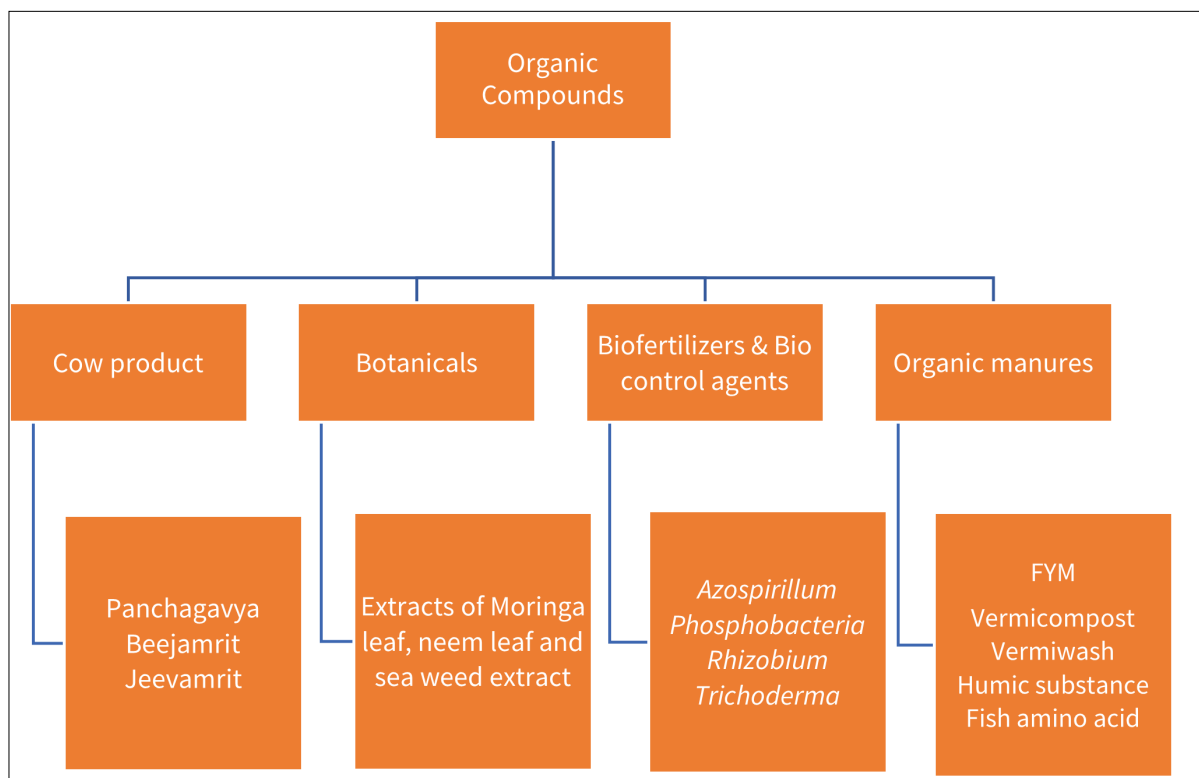 Organic
Compounds
Cow product
Botanicals
Biofertilizers & Bio
control agents
Organic manures
Panchagavya
Beejamrit
Jeevamrit
Extracts of Moringa
leaf, neem leaf and
sea weed extract
Azospirillum
Phosphobacteria
Rhizobium
Trichoderma
FYM
Vermicompost
Vermiwash
Humic substance
Fish amino acid